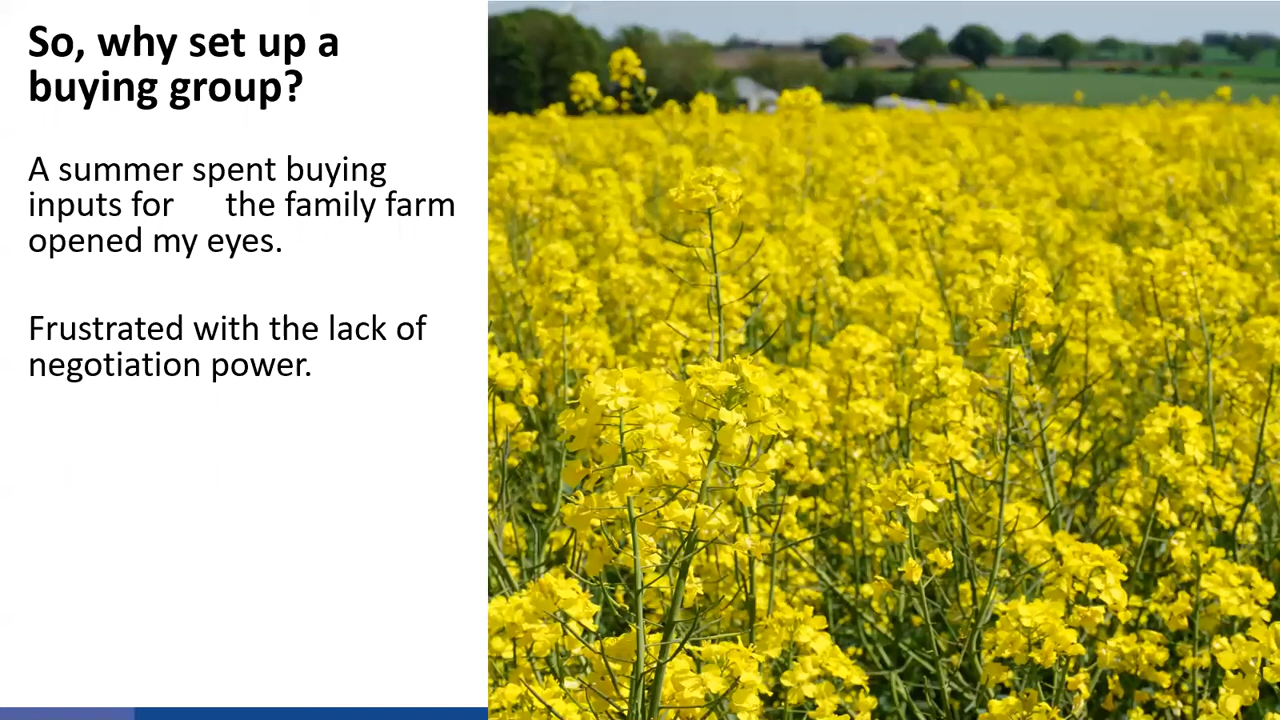 So, why set up a
buying group?
A summer spent buying
inputs for the family farm
opened my eyes.
Frustrated with the lack of
negotiation power.